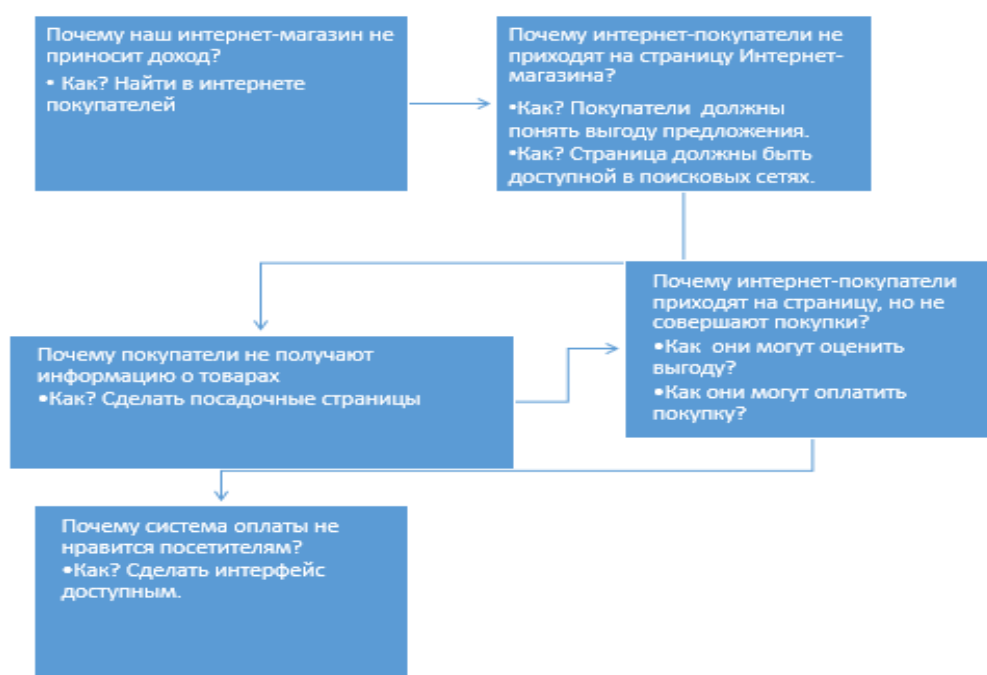 Почему наш интернет-магазин не
приносит доход?
• Как? Найти в интернете
покупателей
Почему интернет-покупатели не
приходят на страницу Интернет-
магазина?
•Как? Покупатели должны
понять выгоду предложения.
•Как? Страница должны быть
доступной в поисковых сетях.
Почему покупатели не получают
информацию о товарах
•Как? Сделать посадочные страницы
Почему интернет-покупатели
приходят на страницу, но не
совершают покупки?
•Как они могут оценить
выгоду?
•Как они могут оплатить
покупку?
Почему система оплаты не
нравится посетителям?
•Как? Сделать интерфейс
доступным.